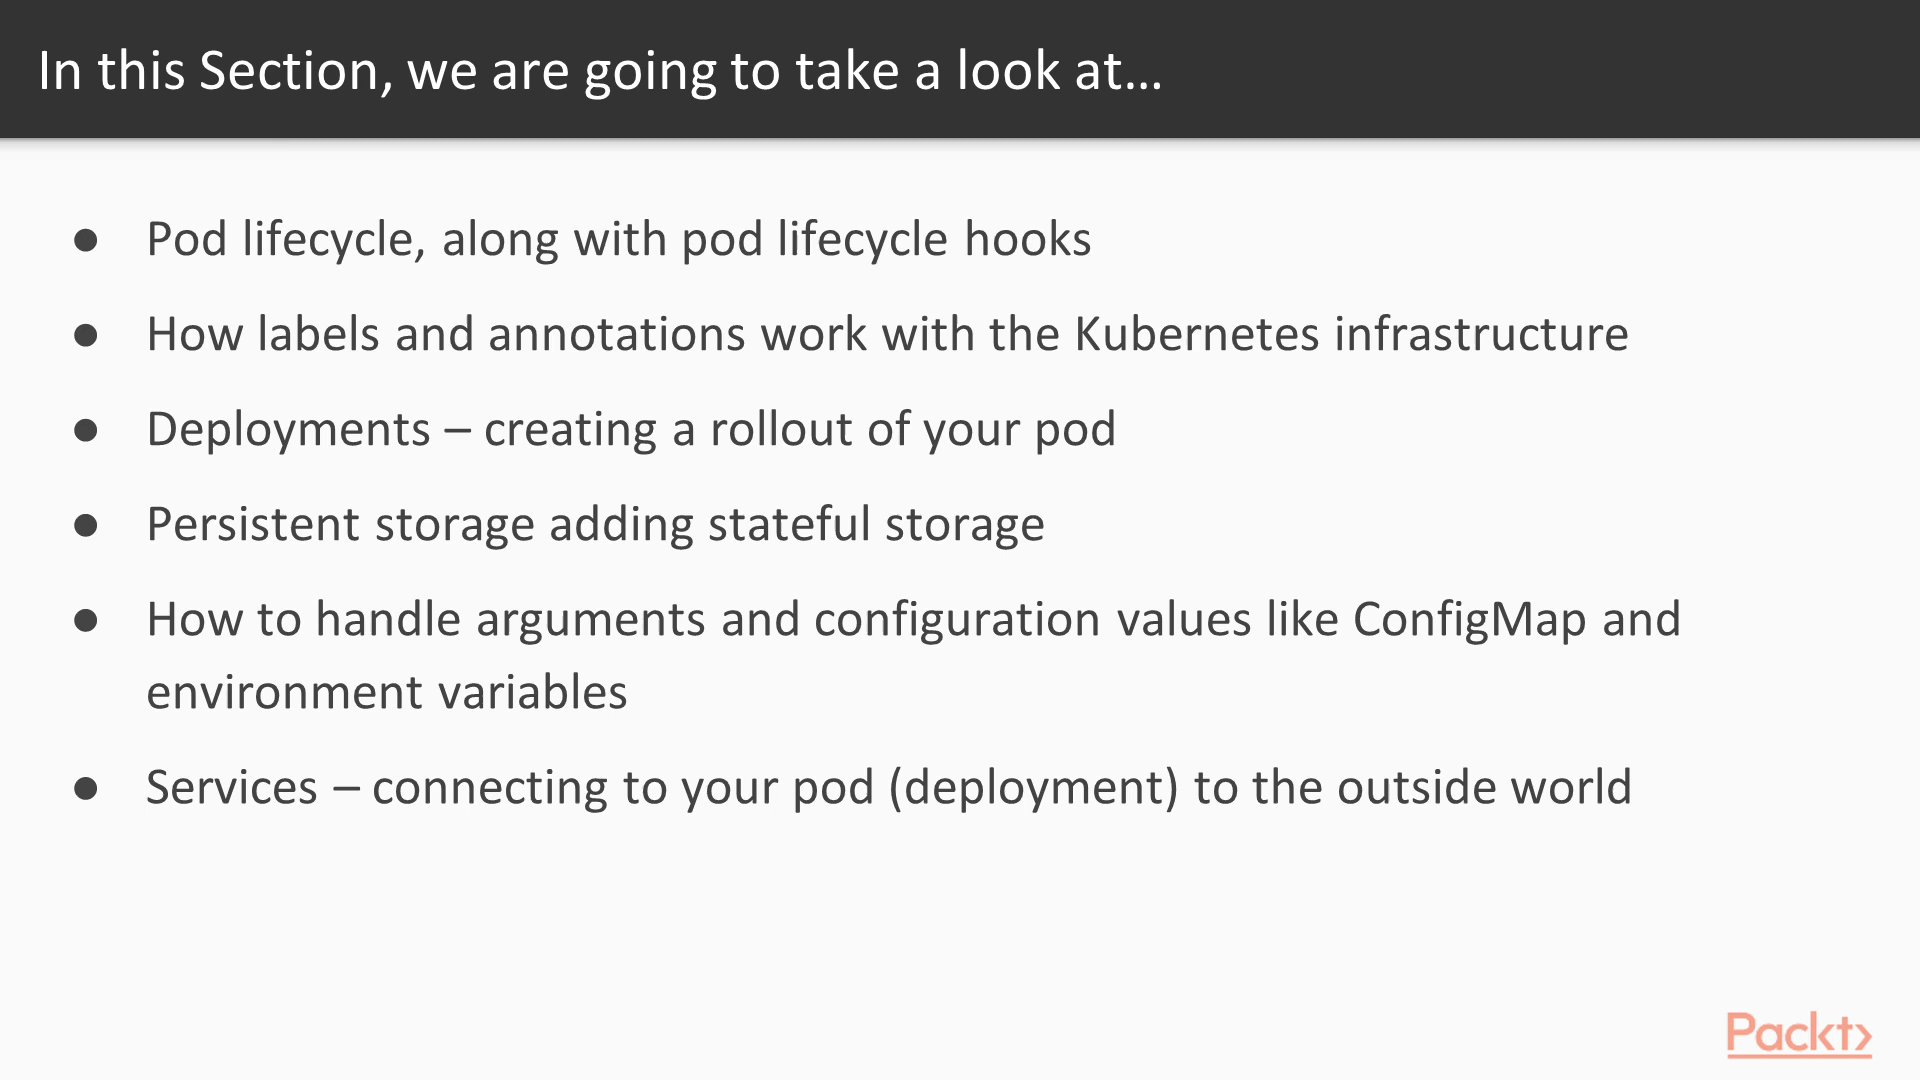 In this Section, we are going to take a look at...
● Pod lifecycle, along with pod lifecycle hooks
● How labels and annotations work with the Kubernetes infrastructure
● Deployments – creating a rollout of your pod
● Persistent storage adding stateful storage
● How to handle arguments and configuration values like ConfigMap and
environment variables
● Services – connecting to your pod (deployment) to the outside world
Packt>